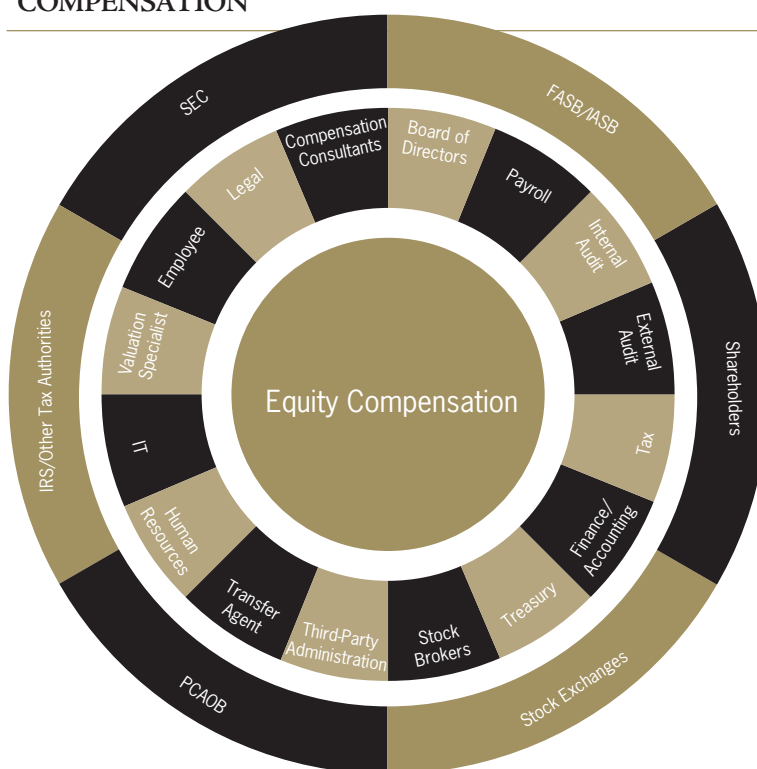 COMPENSATION
SEC
FASB/IASB
Shareholders
Stock Exchanges
PCAOB
IRS/Other Tax Authorities
Compensation
Consultants
Board of
Directors
Payroll
Internal
Audit
External
Audit
Tax
Finance/
Accounting
Treasury
Stock
Brokers
Third-Party
Administration
Transfer
Agent
Human
Resources
IT
Valuation
Specialist
Employee
Legal
Equity Compensation